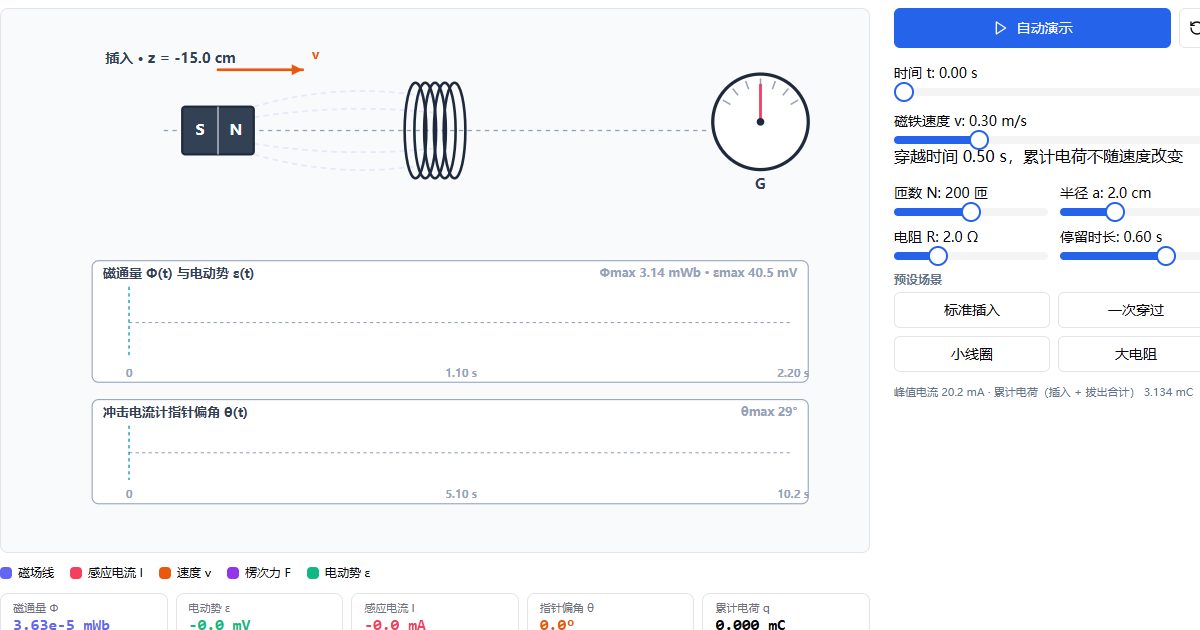 插入 • z = -15.0 cm
v
S N
G
磁通量 Φ(t) 与电动势 ε(t)
Φmax 3.14 mWb • εmax 40.5 mV
0 1.10 s 2.20 s
冲击电流计指针偏角 θ(t)
θmax 29°
0 5.10 s 10.2 s
磁场线 感应电流 I 速度 v 楞次力 F 电动势 ε
磁通量 Φ
3.63e-5 mWb
电动势 ε
-0.0 mV
感应电流 I
-0.0 mA
指针偏角 θ
0.0°
累计电荷 q
0.000 mC
自动演示
时间 t: 0.00 s
磁铁速度 v: 0.30 m/s
穿越时间 0.50 s，累计电荷不随速度改变
匝数 N: 200 匝
半径 a: 2.0 cm
电阻 R: 2.0 Ω
停留时长: 0.60 s
预设场景
标准插入
一次穿过
小线圈
大电阻
峰值电流 20.2 mA · 累计电荷（插入 + 拔出合计） 3.134 mC